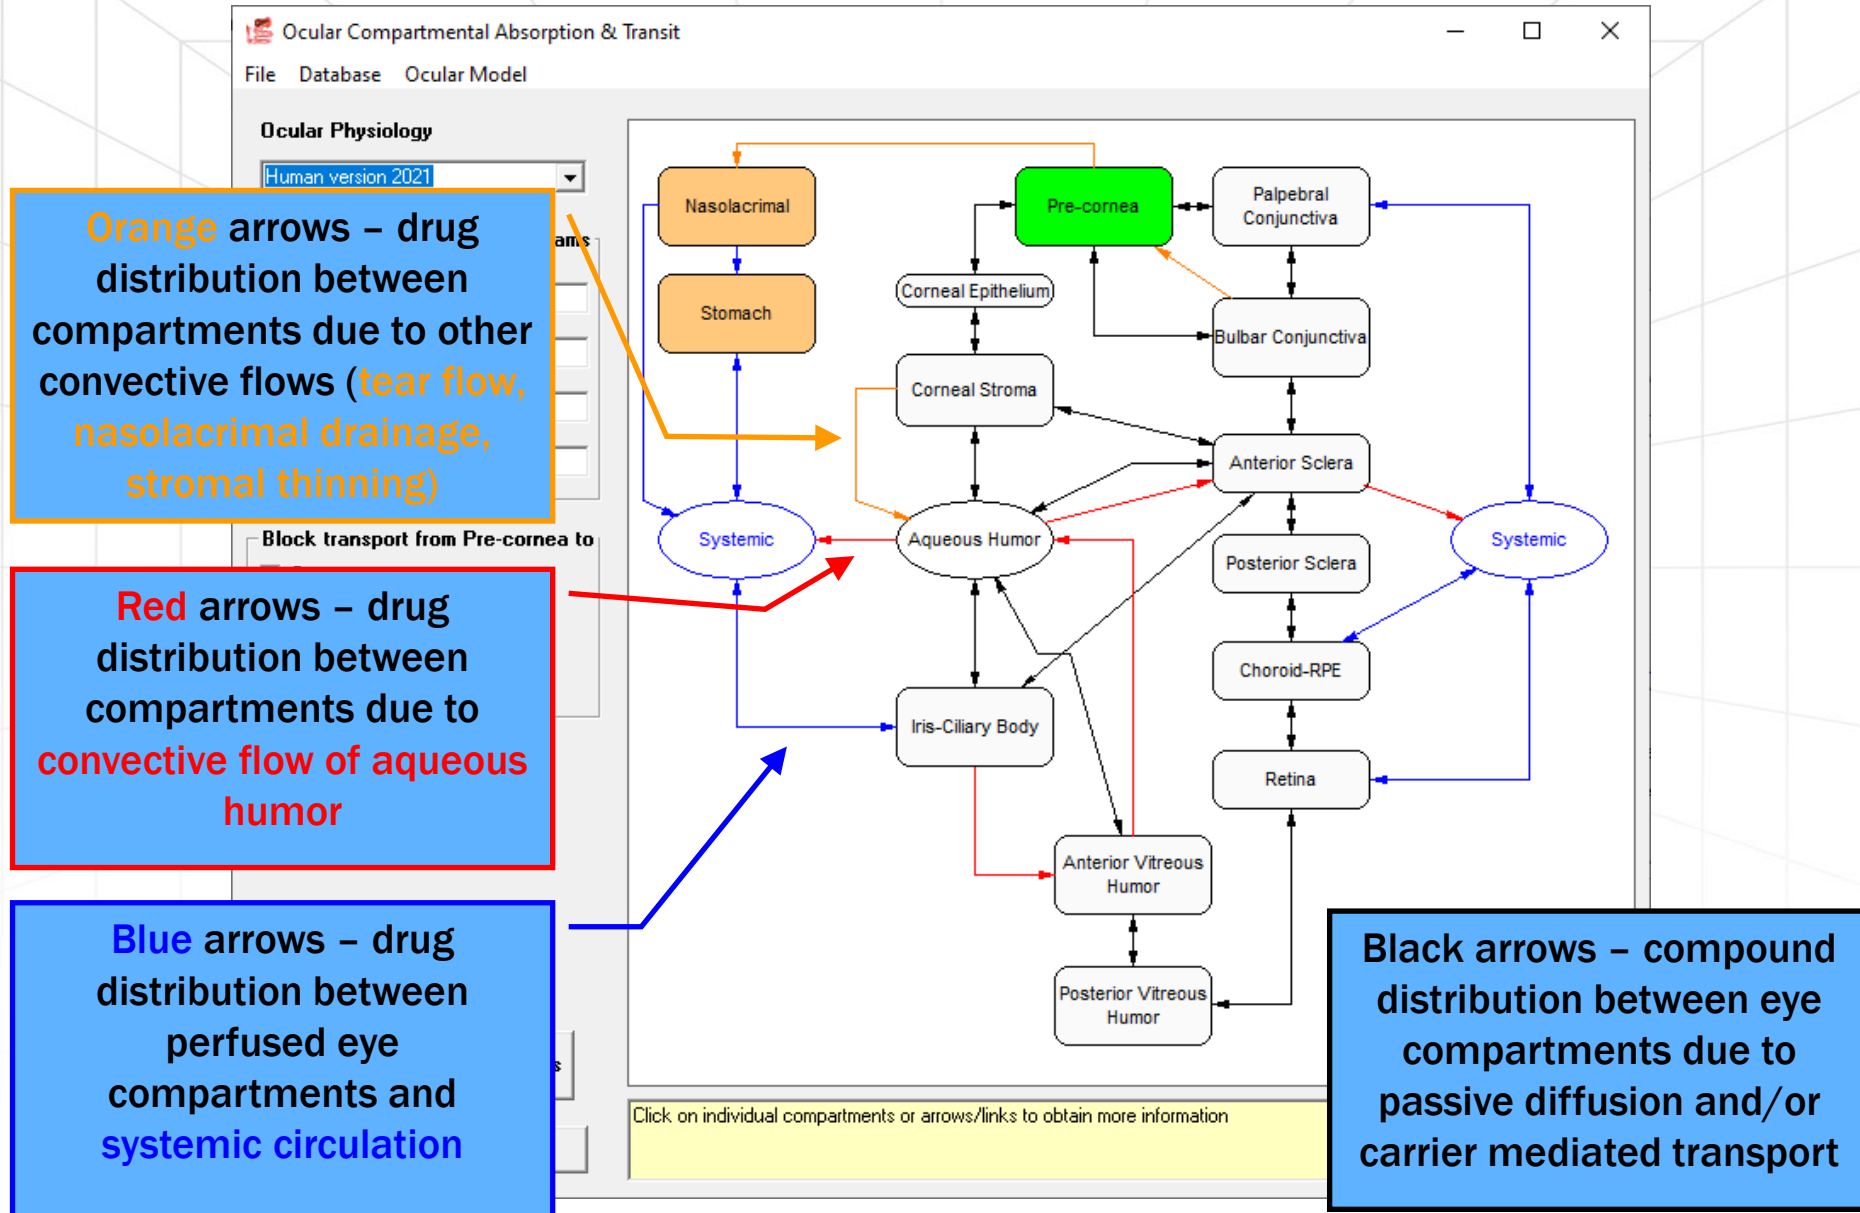 Ocular Compartmental Absorption & Transit
File Database Ocular Model
Ocular Physiology
Human version 2021
Orange arrows – drug
distribution between
compartments due to other
convective flows (tear flow,
nasolacrimal drainage,
stromal thinning)
Block transport from Pre-cornea to
Red arrows – drug
distribution between
compartments due to
convective flow of aqueous
humor
Blue arrows – drug
distribution between
perfused eye
compartments and
systemic circulation
Nasolacrimal
Pre-cornea
Palpebral
Conjunctiva
Corneal Epithelium
Stomach
Bulbar Conjunctiva
Corneal Stroma
Anterior Sclera
Systemic
Aqueous Humor
Posterior Sclera
Systemic
Choroid-RPE
Iris-Ciliary Body
Retina
Anterior Vitreous
Humor
Posterior Vitreous
Humor
Black arrows – compound
distribution between eye
compartments due to
passive diffusion and/or
carrier mediated transport
Click on individual compartments or arrows/links to obtain more information